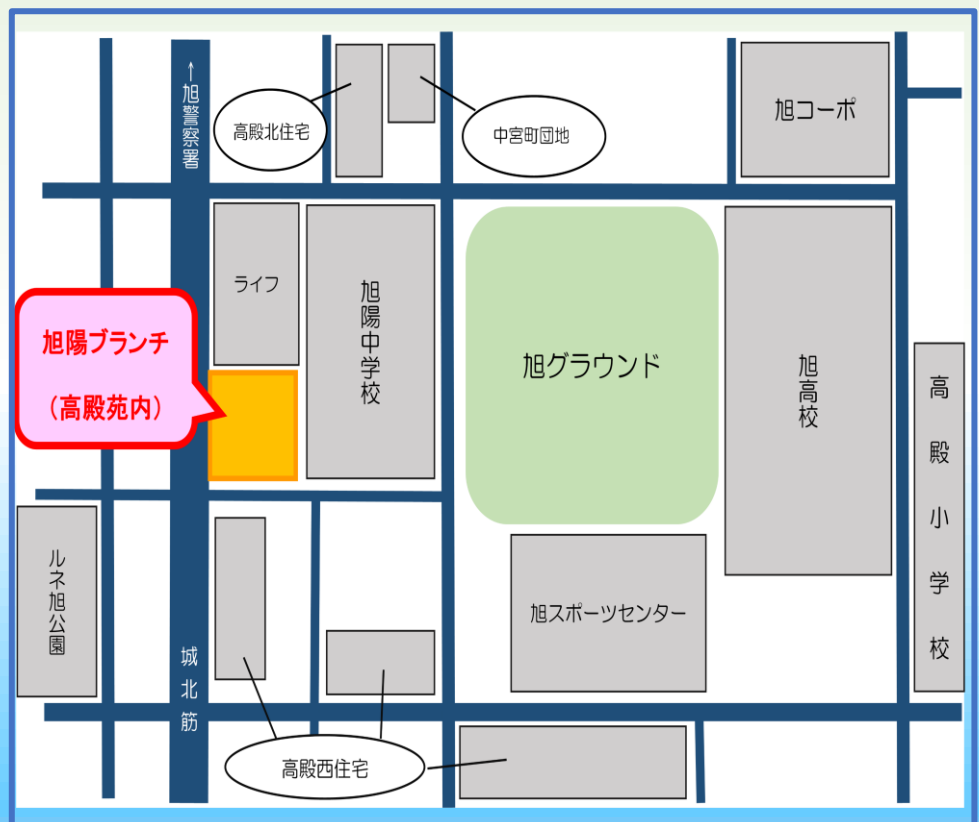 ↑旭警察署
高殿北住宅
中宮町団地
旭コーポ
ライフ
旭陽中学校
旭グラウンド
旭高校
旭陽ブランチ
(高殿苑内)
高殿小学校
ルネ旭公園
旭スポーツセンター
城北筋
高殿西住宅